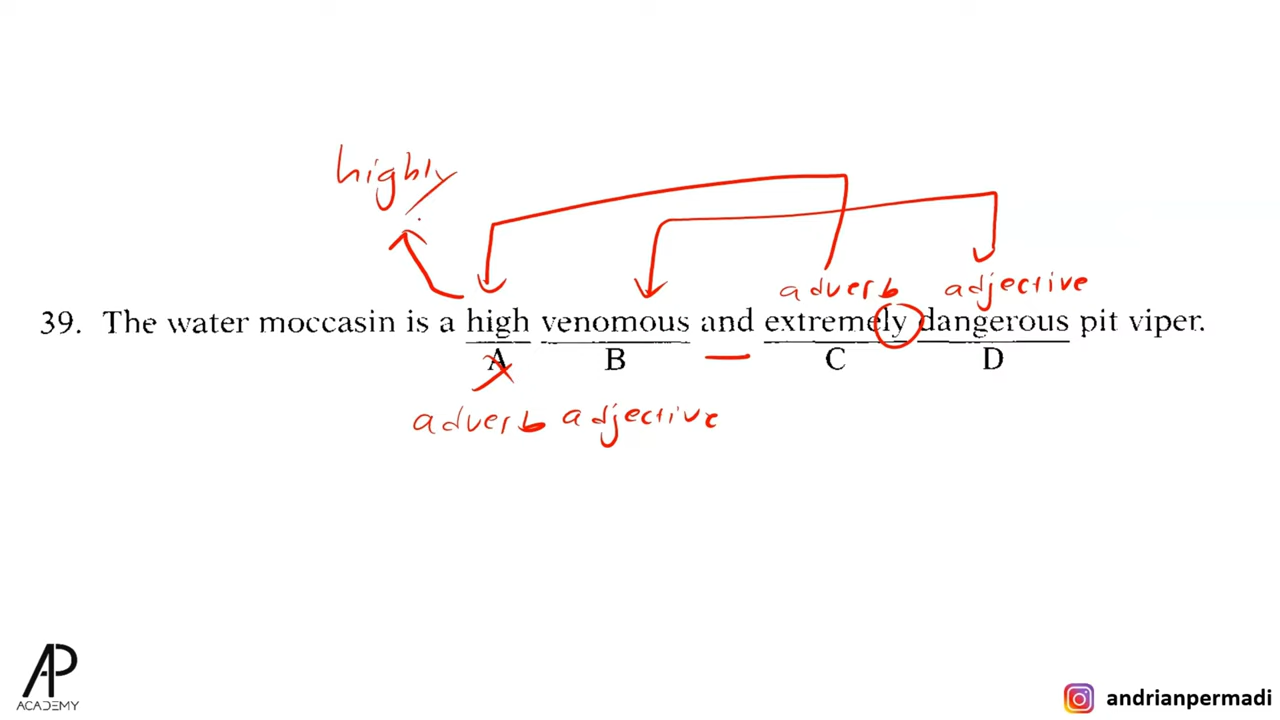 highly
adverb adjective
39. The water moccasin is a high venomous and extremely dangerous pit viper.
A B C D
adverb adjective
AP
ACADEMY
andrianpermadi